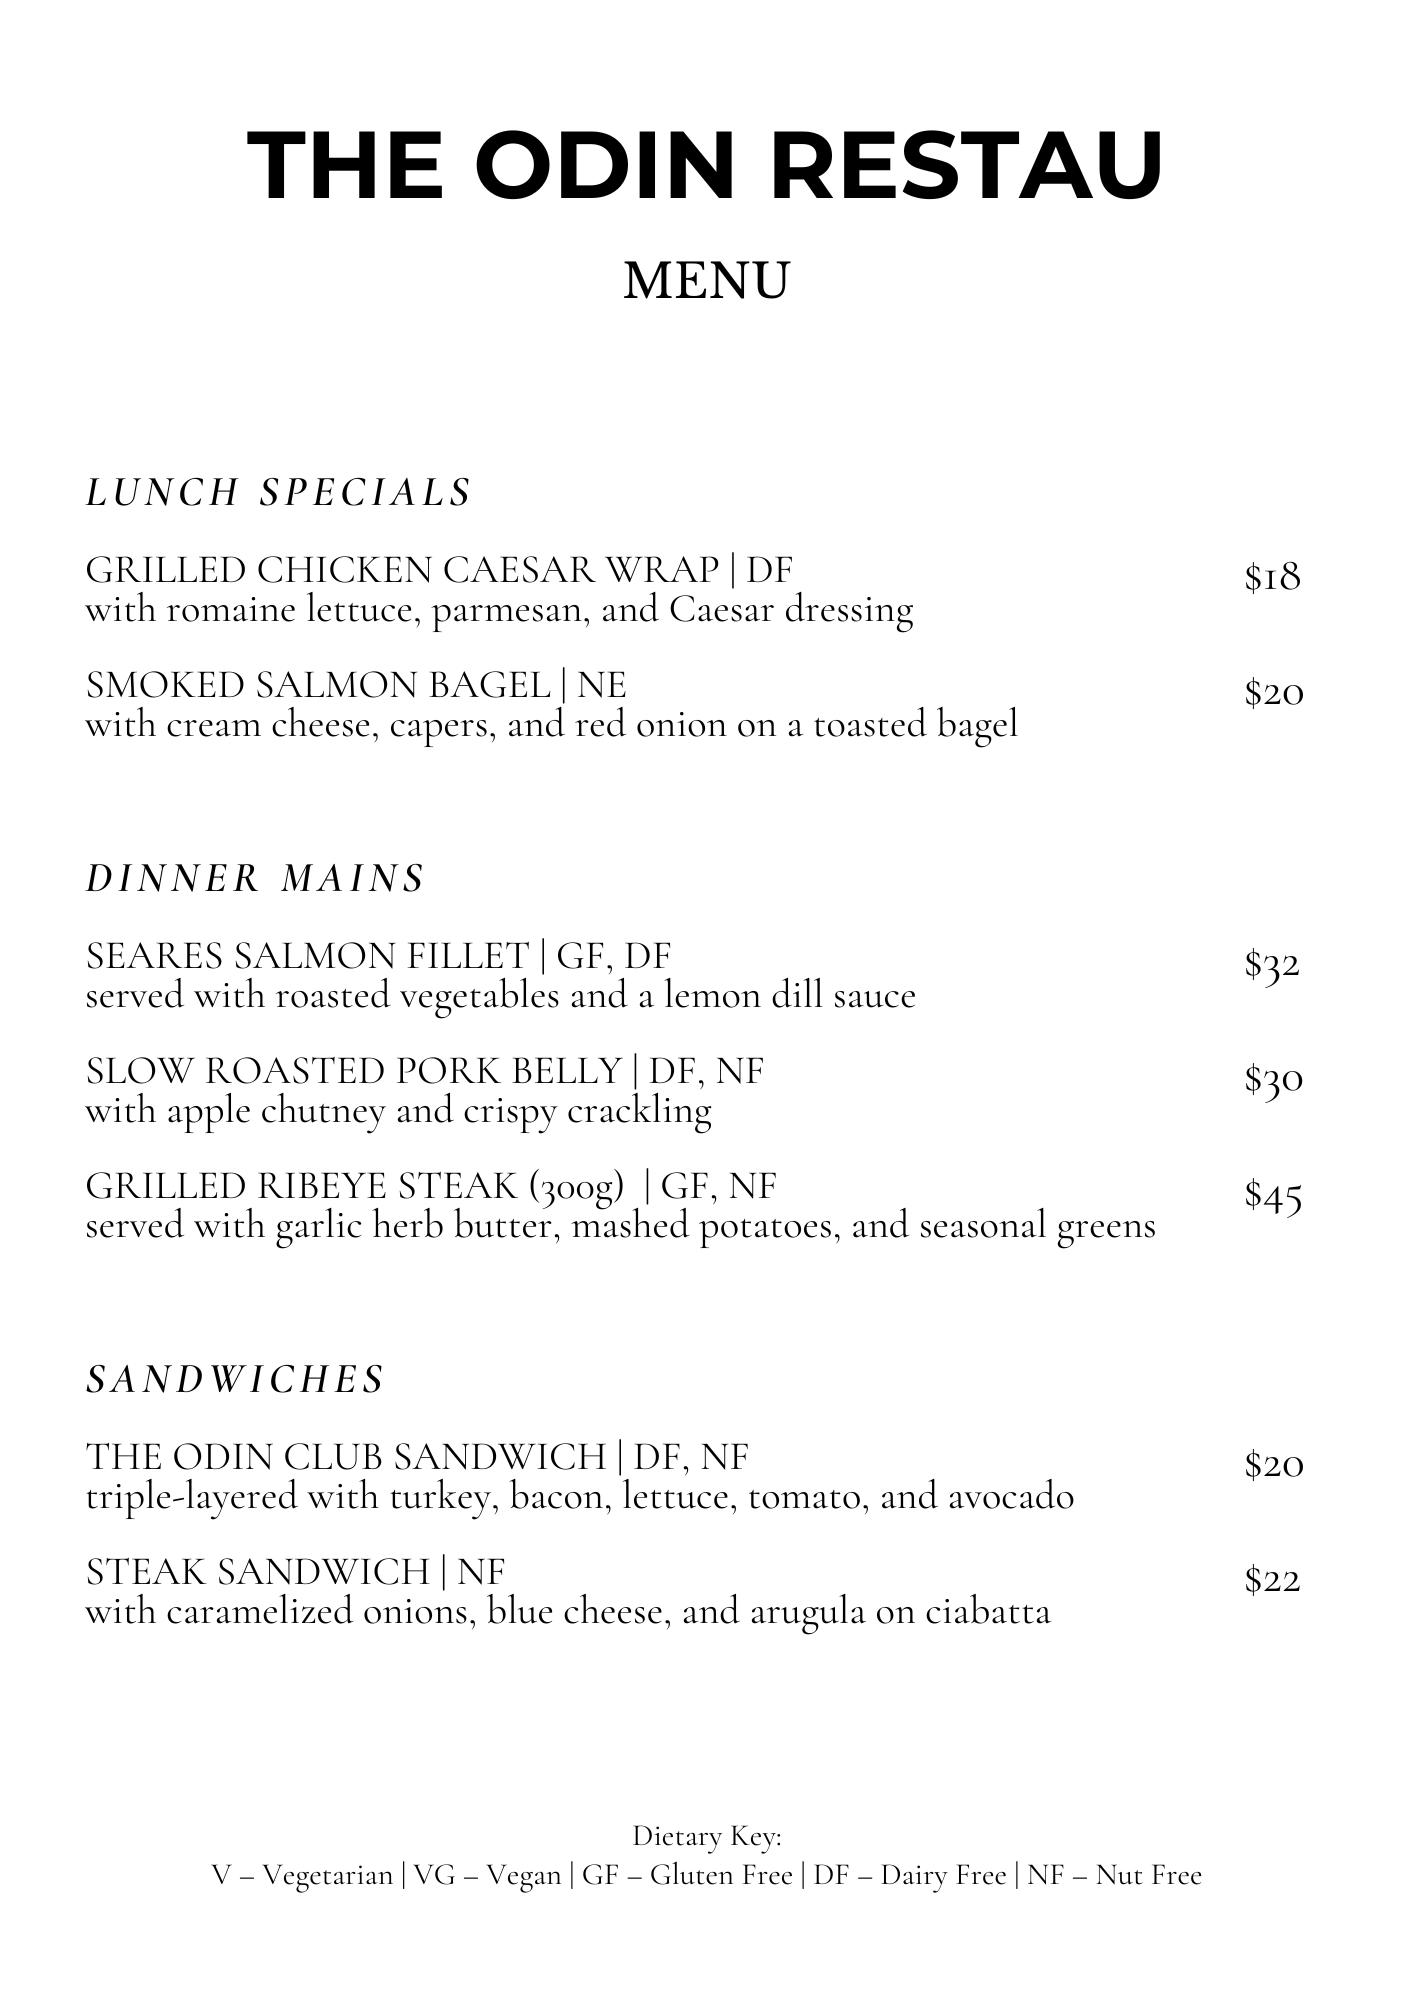 THE ODIN RESTAU
MENU
LUNCH SPECIALS
GRILLED CHICKEN CAESAR WRAP | DF
$18
with romaine lettuce, parmesan, and Caesar dressing
SMOKED SALMON BAGEL | NE
$20
with cream cheese, capers, and red onion on a toasted bagel
DINNER MAINS
SEARES SALMON FILLET | GF, DF
$32
served with roasted vegetables and a lemon dill sauce
SLOW ROASTED PORK BELLY | DF, NF
$30
with apple chutney and crispy crackling
GRILLED RIBEYE STEAK (300g) | GF, NF
$45
served with garlic herb butter, mashed potatoes, and seasonal greens
SANDWICHES
THE ODIN CLUB SANDWICH | DF, NF
$20
triple-layered with turkey, bacon, lettuce, tomato, and avocado
STEAK SANDWICH | NF
$22
with caramelized onions, blue cheese, and arugula on ciabatta
Dietary Key:
V – Vegetarian | VG – Vegan | GF – Gluten Free | DF – Dairy Free | NF – Nut Free